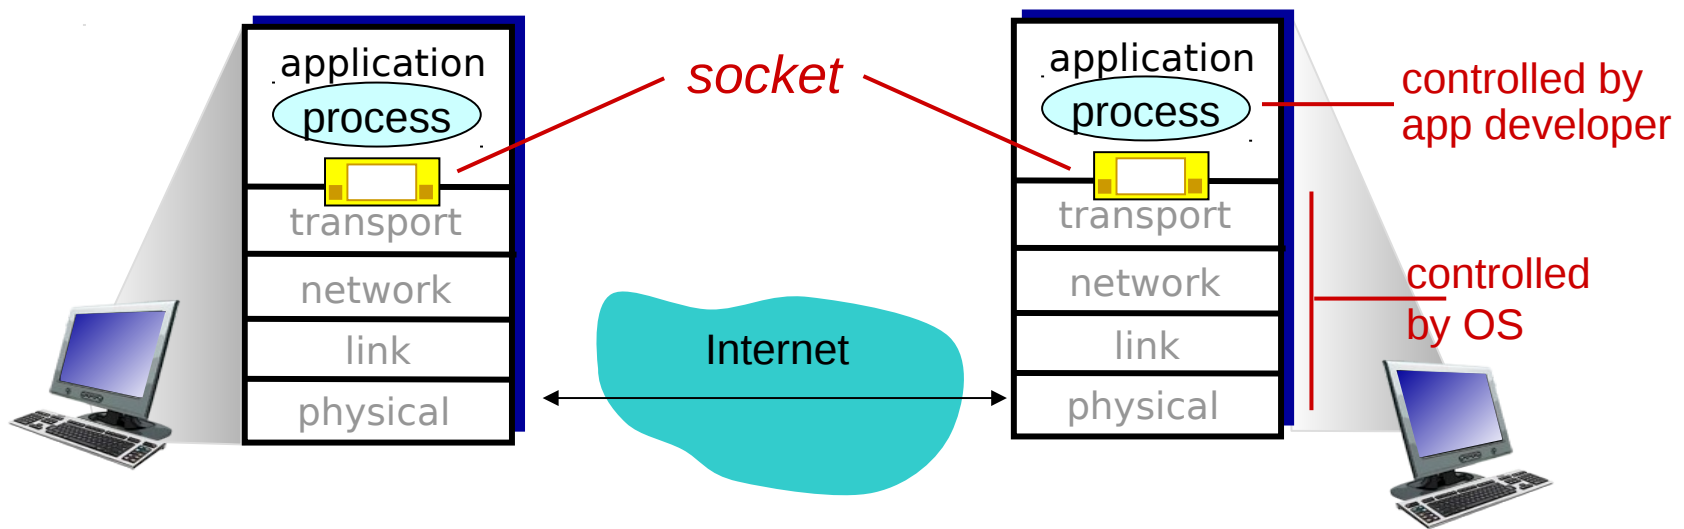 application
process
transport
network
link
physical
socket
Internet
application
process
transport
network
link
physical
controlled by
app developer
controlled
by OS